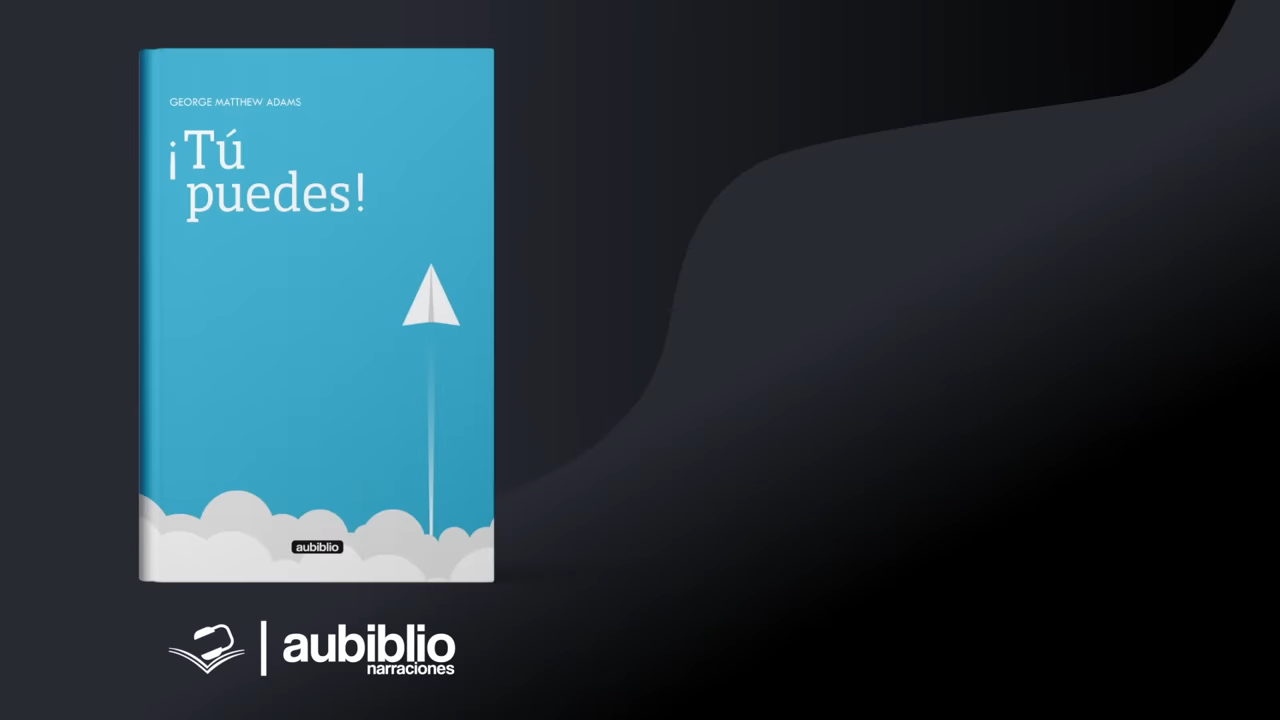 GEORGE MATTHEW ADAMS
¡Tú
puedes!
aubiblio
aubiblio
narraciones